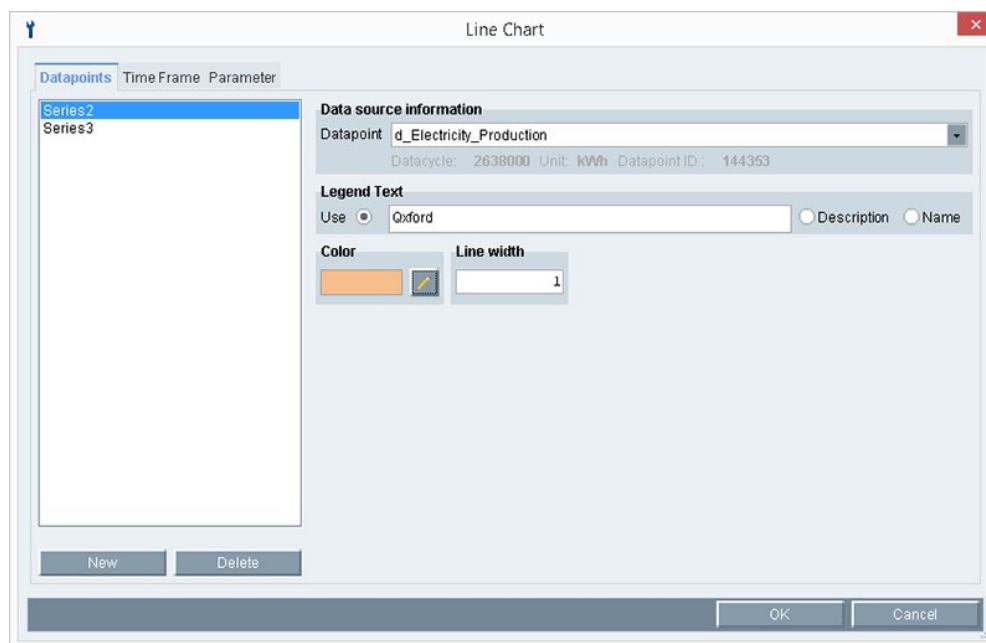 Line Chart
Datapoints Time Frame Parameter
Series2
Series3
Data source information
Datapoint d_Electricity_Production
Datacycle: 2638000 Unit: kWh Datapoint ID : 144353
Legend Text
Use Qxford Description Name
Color Line width
1
New Delete
OK Cancel